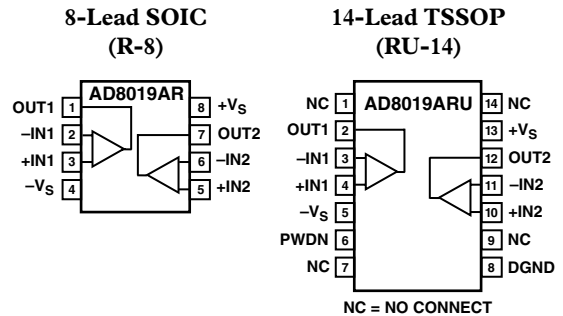 8-Lead SOIC
(R-8)
AD8019AR
OUT1 1
–IN1 2
+IN1 3
–VS 4
8 +VS
7 OUT2
6 –IN2
5 +IN2
14-Lead TSSOP
(RU-14)
AD8019ARU
NC 1
OUT1 2
–IN1 3
+IN1 4
–VS 5
PWDN 6
NC 7
14 NC
13 +VS
12 OUT2
11 –IN2
10 +IN2
9 NC
8 DGND
NC = NO CONNECT